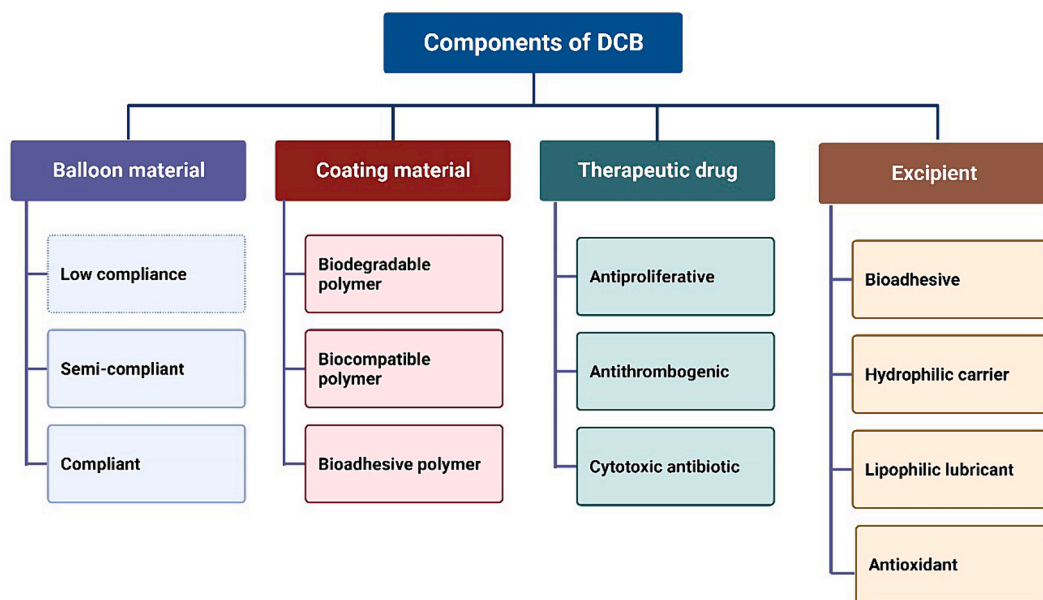 Components of DCB
Balloon material
Low compliance
Semi-compliant
Compliant
Coating material
Biodegradable
polymer
Biocompatible
polymer
Bioadhesive polymer
Therapeutic drug
Antiproliferative
Antithrombogenic
Cytotoxic antibiotic
Excipient
Bioadhesive
Hydrophilic carrier
Lipophilic lubricant
Antioxidant